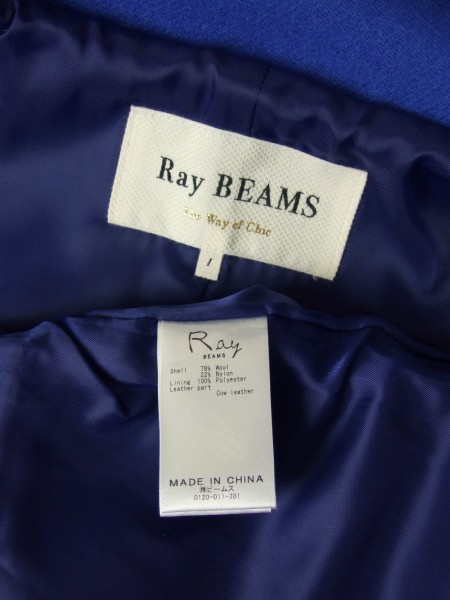 Ray BEAMS
The Way of Chic
1
Ray
BEAMS
Shell 78% Wool
22% Nylon
Lining 100% Polyester
Leather part
Cow leather
MADE IN CHINA
㈱ビームス
0120-011-301